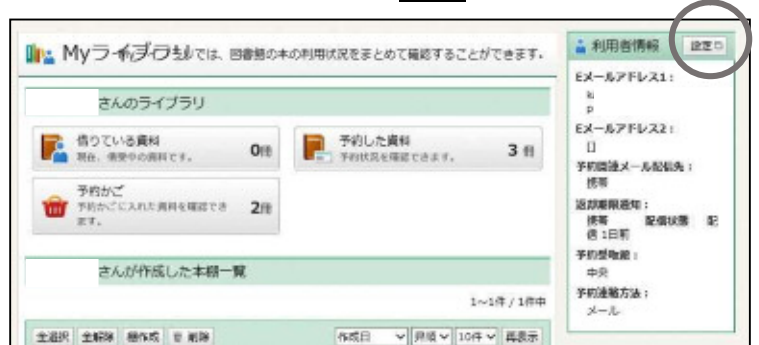 Myライブラリでは、図書館の本の利用状況をまとめて確認することができます。
さんのライブラリ
借りている資料
現在、借受中の資料です。
0件
予約した資料
予約状況を確認できます。
3 件
予約かご
予約かごに入れた資料を確認でき
ます。
2件
さんが作成した本棚一覧
1～1件 / 1件中
全選択 全解除 棚作成 削除
作成日 昇順 10件 再表示
利用者情報 設定
Eメールアドレス1：
p
Eメールアドレス2：
予約関連メール配信先：
携帯
返却期限通知：
携帯 配信状態 配
信 1日前
予約受取館：
中央
予約連絡方法：
メール